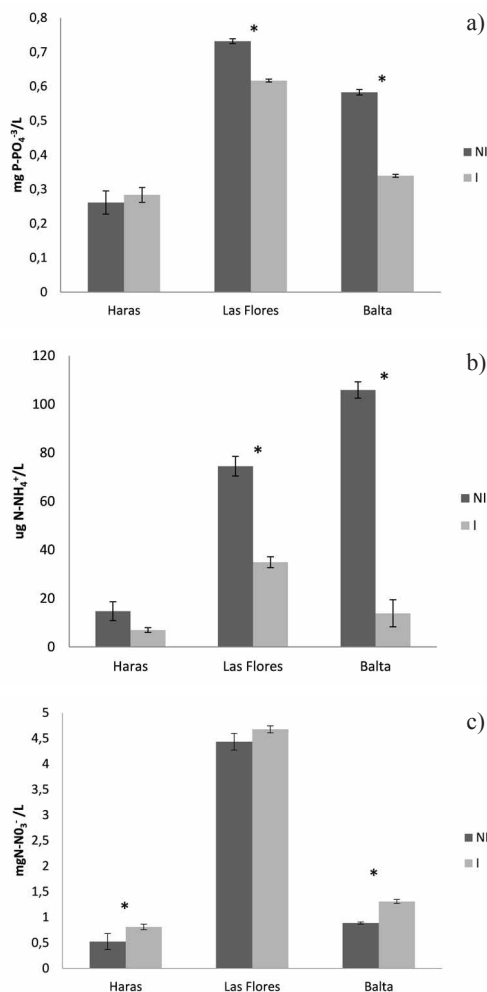 a)
0,8
0,7
0,6
0,5
0,4
0,3
0,2
0,1
0
mg P-PO₄⁻³/L
*
*
NI
I
Haras Las Flores Balta
b)
120
100
80
60
40
20
0
ug N-NH₄⁺/L
*
*
NI
I
Haras Las Flores Balta
c)
5
4,5
4
3,5
3
2,5
2
1,5
1
0,5
0
mgN-N0₃⁻/L
*
*
NI
I
Haras Las Flores Balta